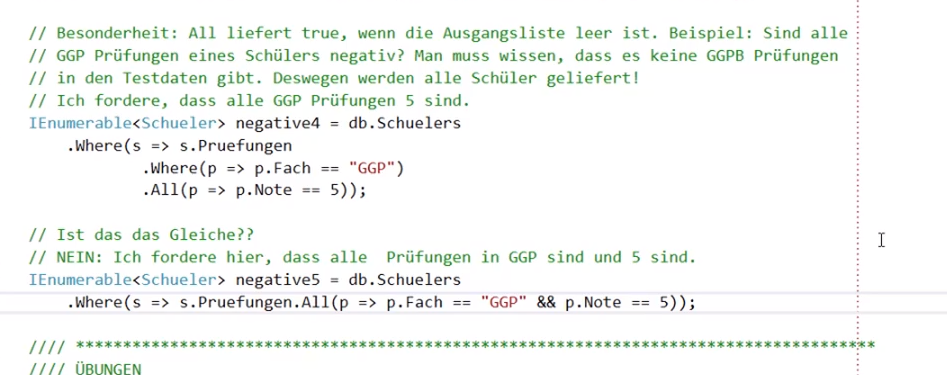 // Besonderheit: All liefert true, wenn die Ausgangsliste leer ist. Beispiel: Sind alle
// GGP Prüfungen eines Schülers negativ? Man muss wissen, dass es keine GGPB Prüfungen
// in den Testdaten gibt. Deswegen werden alle Schüler geliefert!
// Ich fordere, dass alle GGP Prüfungen 5 sind.
IEnumerable<Schueler> negative4 = db.Schuelers
.Where(s => s.Pruefungen
.Where(p => p.Fach == "GGP")
.All(p => p.Note == 5));
// Ist das das Gleiche??
// NEIN: Ich fordere hier, dass alle  Prüfungen in GGP sind und 5 sind.
IEnumerable<Schueler> negative5 = db.Schuelers
.Where(s => s.Pruefungen.All(p => p.Fach == "GGP" && p.Note == 5));
//// *************************************************************************************
//// ÜBUNGEN